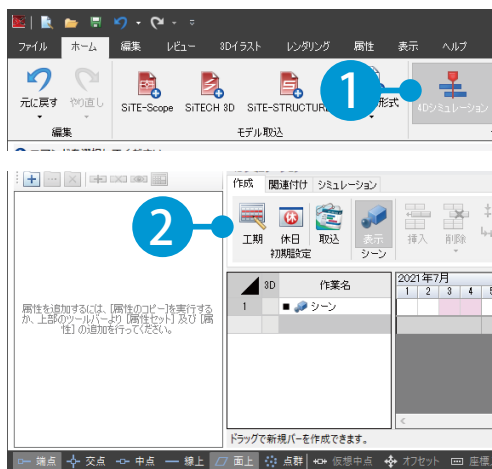 ファイル ホーム 編集 レビュー 3Dイラスト レンダリング 属性 表示 ヘルプ
元に戻す やり直し SiTE-Scope SiTECH 3D SiTE-STRUCTURE 形式 4Dシミュレーション
編集 モデル取込
1
作成 関連付け シミュレーション
2
工期 休日 取込 表示 挿入 削除
初期設定 シーン
3D 作業名 2021年7月
1 2 3 4 5
1 ■ シーン
属性を追加するには、[属性のコピー]を実行する
か、上部のツールバーより [属性セット] 及び [属
性] の追加を行ってください。
ドラッグで新規バーを作成できます。
端点 交点 中点 線上 面上 点群 仮想中点 オフセット 座標